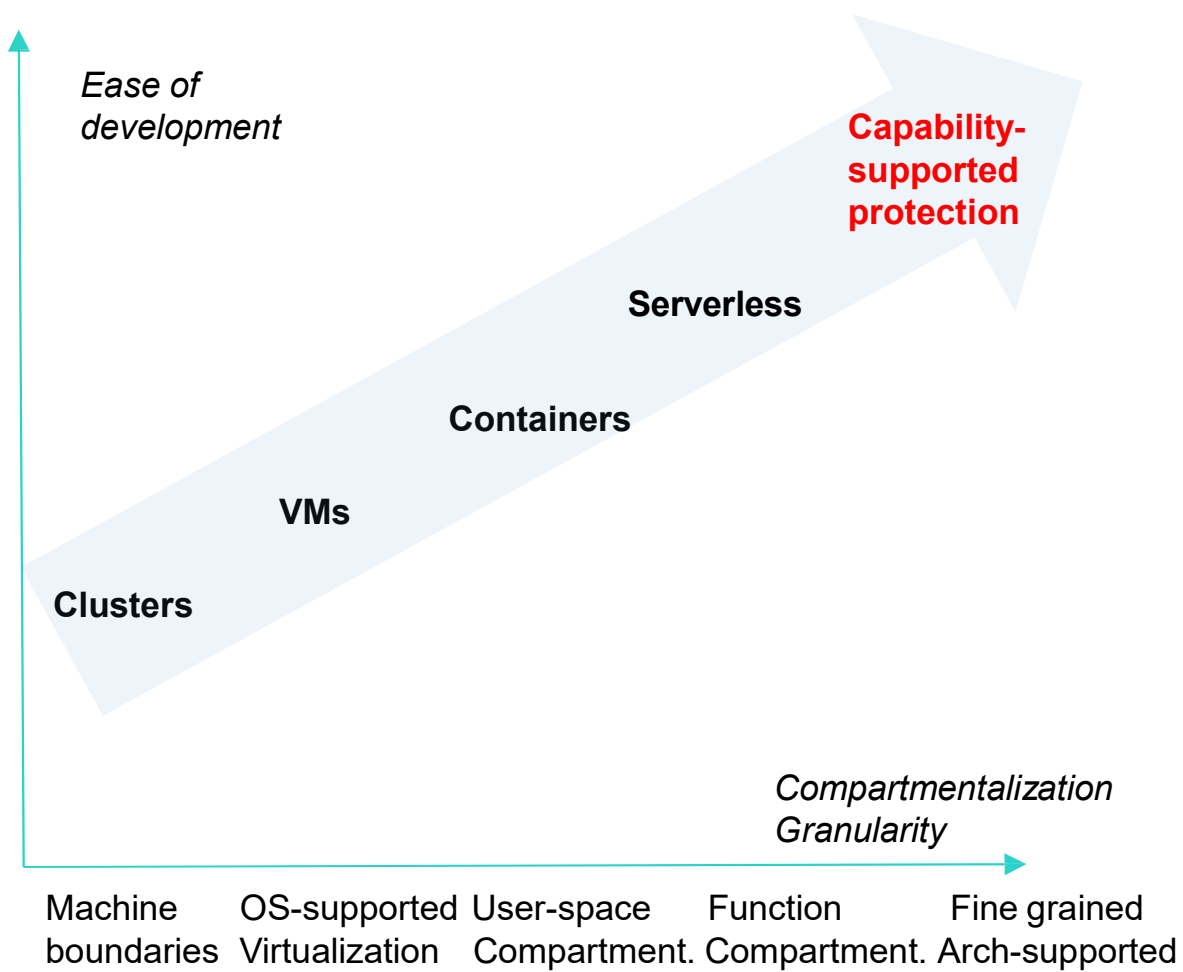 Ease of
development
Capability-
supported
protection
Serverless
Containers
VMs
Clusters
Compartmentalization
Granularity
Machine
boundaries
OS-supported
Virtualization
User-space
Compartment.
Function
Compartment.
Fine grained
Arch-supported